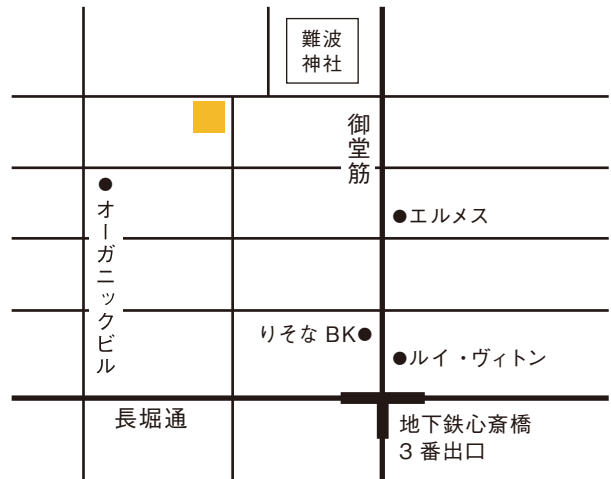 難波
神社
御堂筋
●エルメス
●オーガニックビル
りそな BK●
●ルイ・ヴィトン
長堀通
地下鉄心斎橋
3 番出口